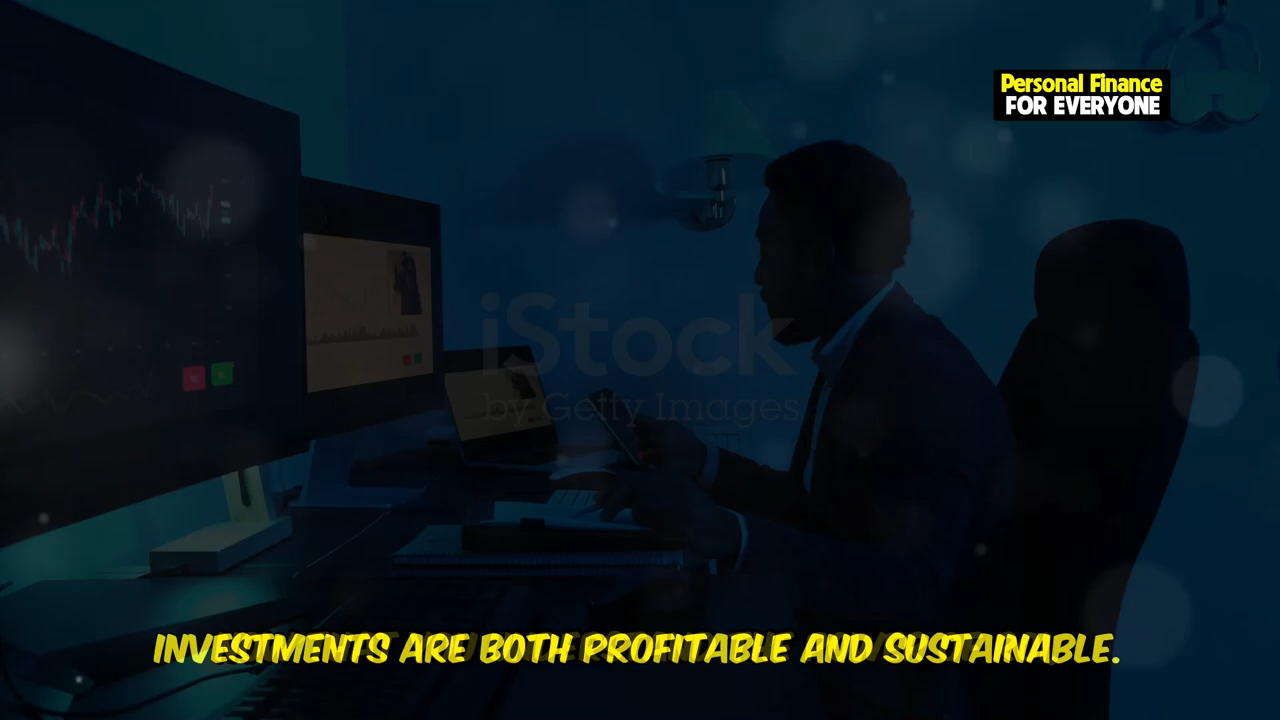 Personal Finance
FOR EVERYONE
iStock
by Getty Images
INVESTMENTS ARE BOTH PROFITABLE AND SUSTAINABLE.